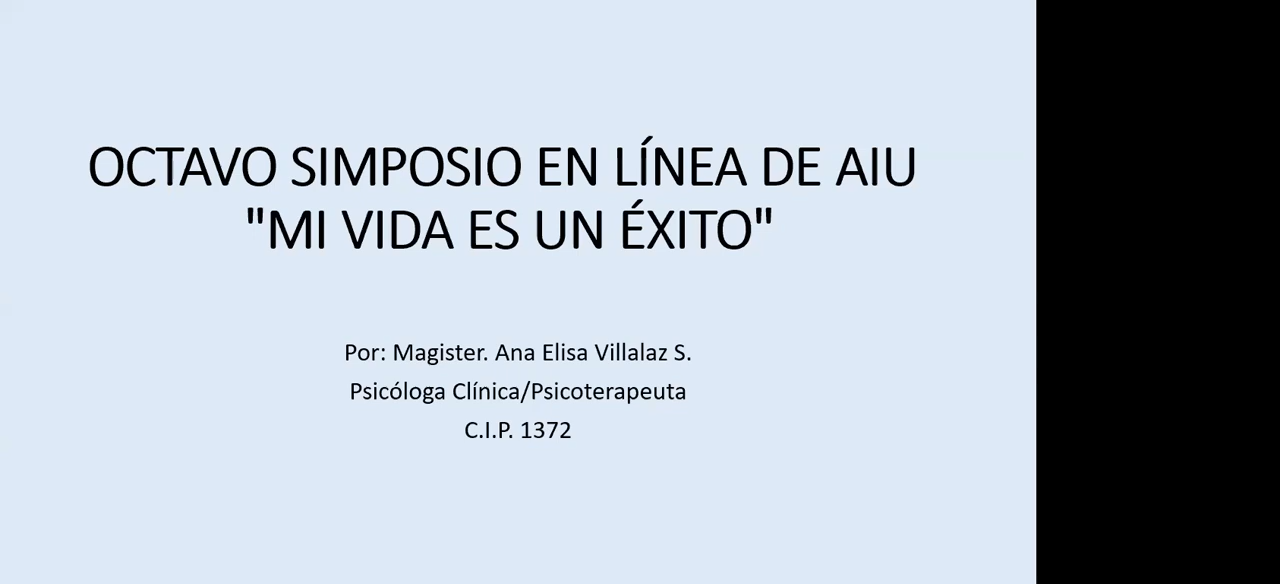 OCTAVO SIMPOSIO EN LÍNEA DE AIU
"MI VIDA ES UN ÉXITO"
Por: Magister. Ana Elisa Villalaz S.
Psicóloga Clínica/Psicoterapeuta
C.I.P. 1372